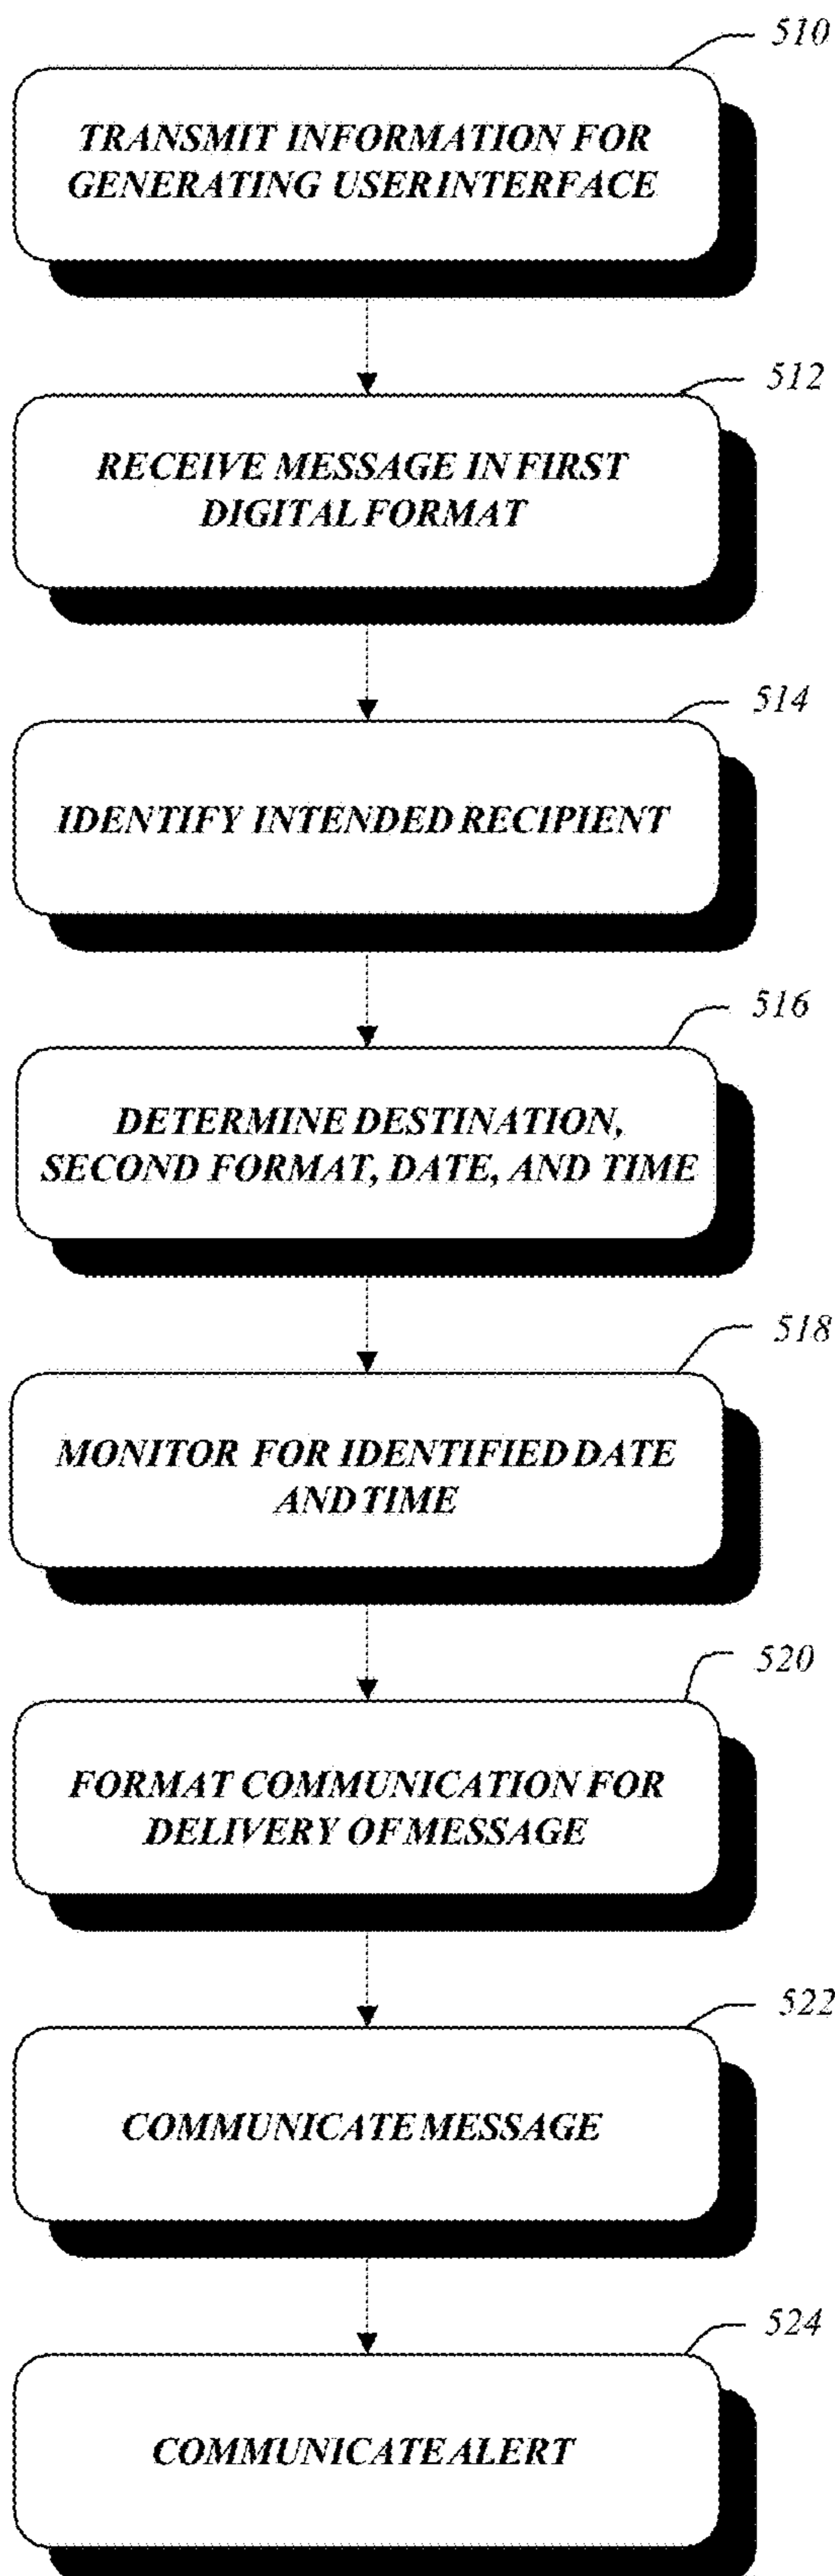 510
TRANSMIT INFORMATION FOR
GENERATING USER INTERFACE
512
RECEIVE MESSAGE IN FIRST
DIGITAL FORMAT
514
IDENTIFY INTENDED RECIPIENT
516
DETERMINE DESTINATION,
SECOND FORMAT, DATE, AND TIME
518
MONITOR FOR IDENTIFIED DATE
AND TIME
520
FORMAT COMMUNICATION FOR
DELIVERY OF MESSAGE
522
COMMUNICATE MESSAGE
524
COMMUNICATE ALERT